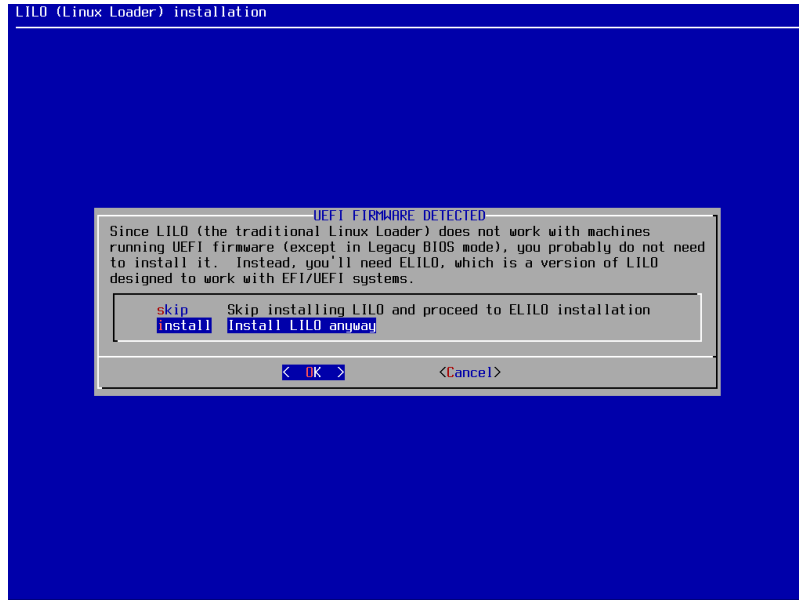 LILO (Linux Loader) installation
UEFI FIRMWARE DETECTED
Since LILO (the traditional Linux Loader) does not work with machines
running UEFI firmware (except in Legacy BIOS mode), you probably do not need
to install it.  Instead, you'll need ELILO, which is a version of LILO
designed to work with EFI/UEFI systems.
skip Skip installing LILO and proceed to ELILO installation
install Install LILO anyway
< OK > <Cancel>